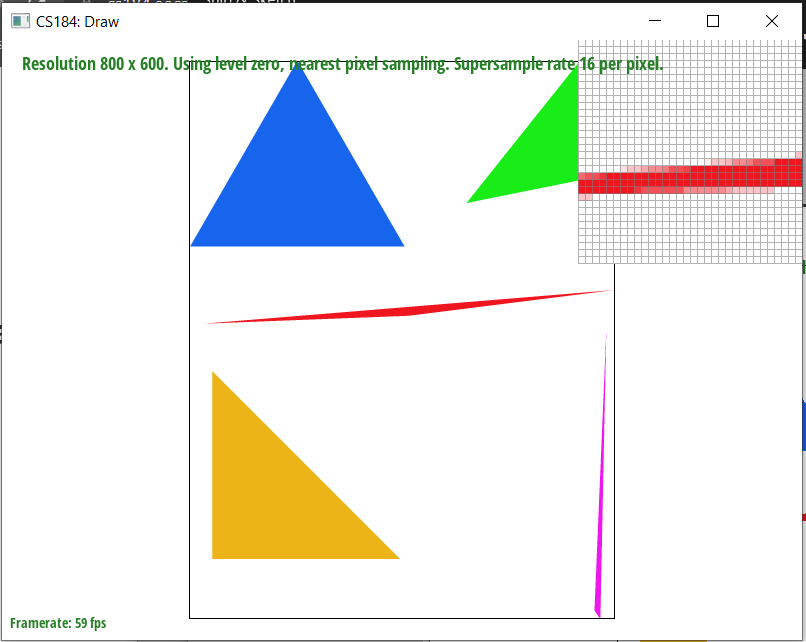 CS184: Draw
Resolution 800 x 600. Using level zero, nearest pixel sampling. Supersample rate 16 per pixel.
Framerate: 59 fps